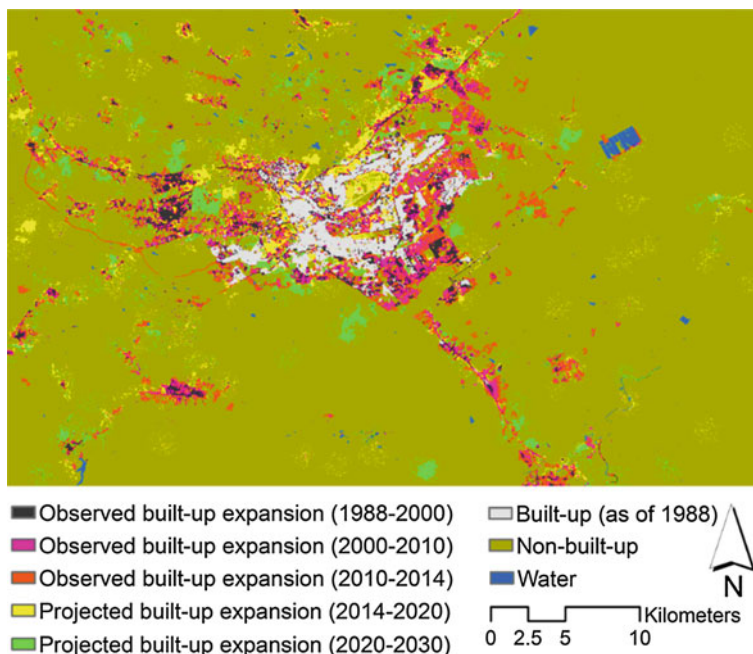 Observed built-up expansion (1988-2000)
Observed built-up expansion (2000-2010)
Observed built-up expansion (2010-2014)
Projected built-up expansion (2014-2020)
Projected built-up expansion (2020-2030)
Built-up (as of 1988)
Non-built-up
Water
N
Kilometers
0 2.5 5 10